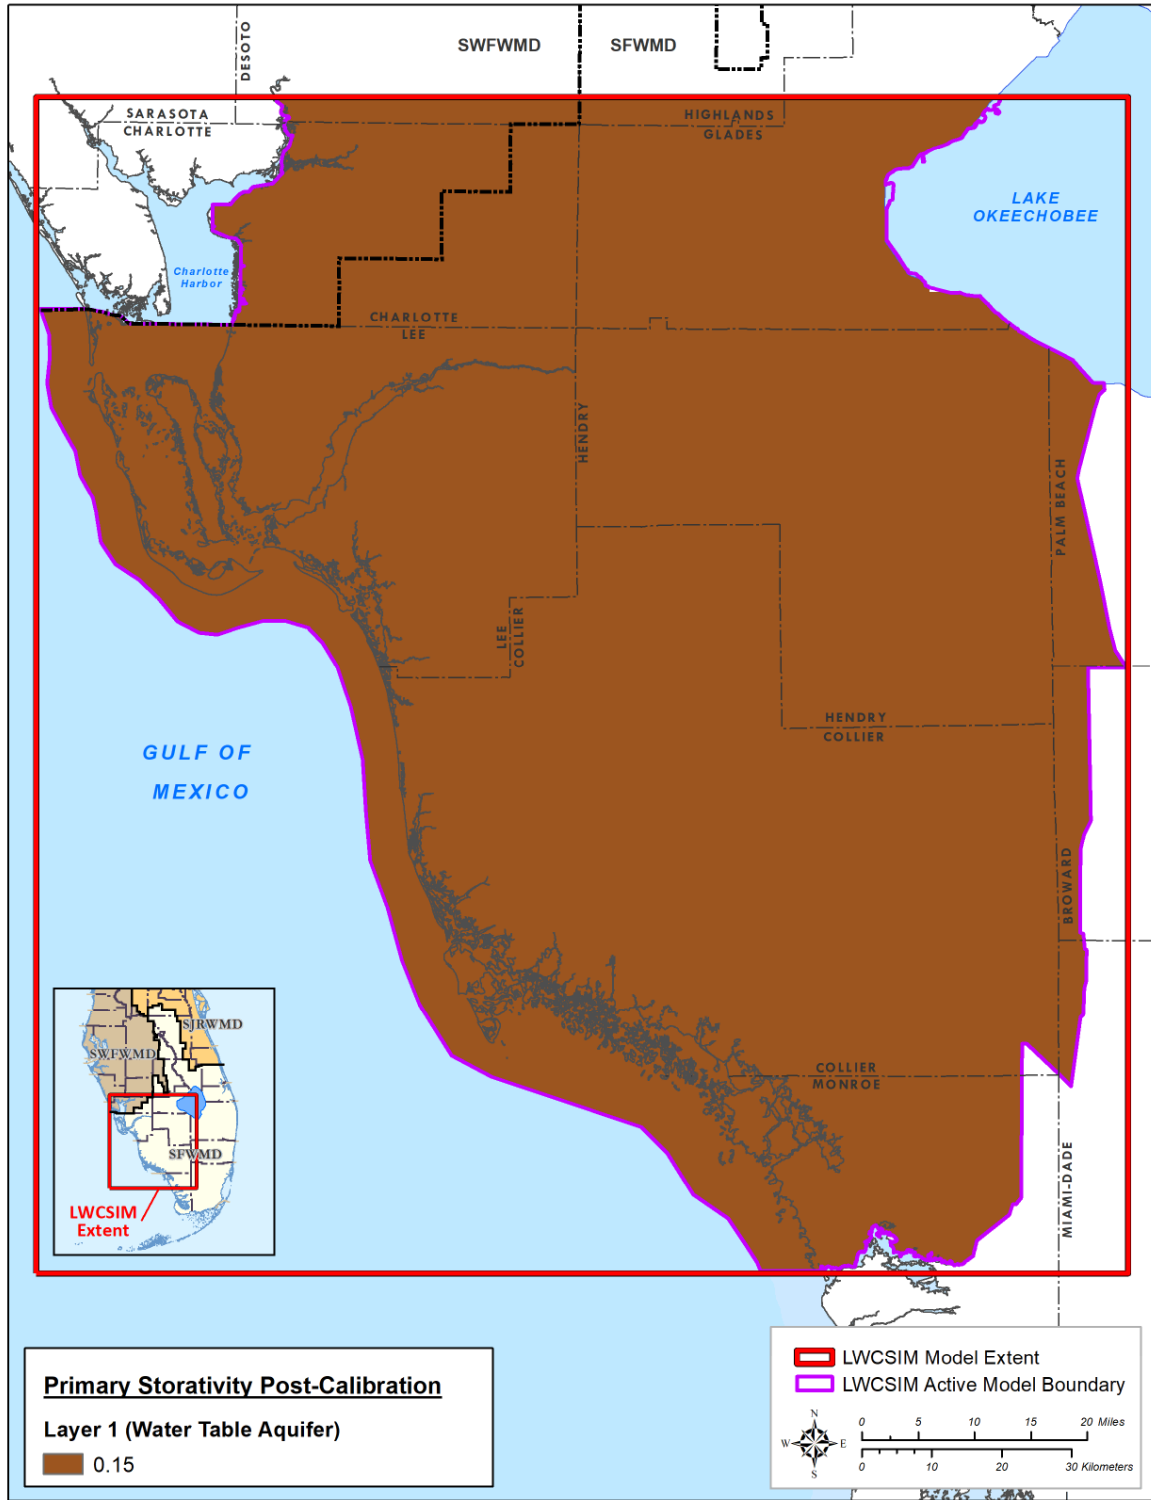 DESOTO
SWFWMD
SFWMD
SARASOTA
CHARLOTTE
HIGHLANDS
GLADES
LAKE
OKEECHOBEE
Charlotte
Harbor
CHARLOTTE
LEE
HENDRY
PALM BEACH
LEE
COLLIER
HENDRY
COLLIER
GULF OF
MEXICO
BROWARD
COLLIER
MONROE
MIAMI-DADE
SJRWMD
SWFWMD
SFWMD
LWCSIM
Extent
Primary Storativity Post-Calibration
Layer 1 (Water Table Aquifer)
0.15
LWCSIM Model Extent
LWCSIM Active Model Boundary
N
W E
S
0 5 10 15 20 Miles
0 10 20 30 Kilometers